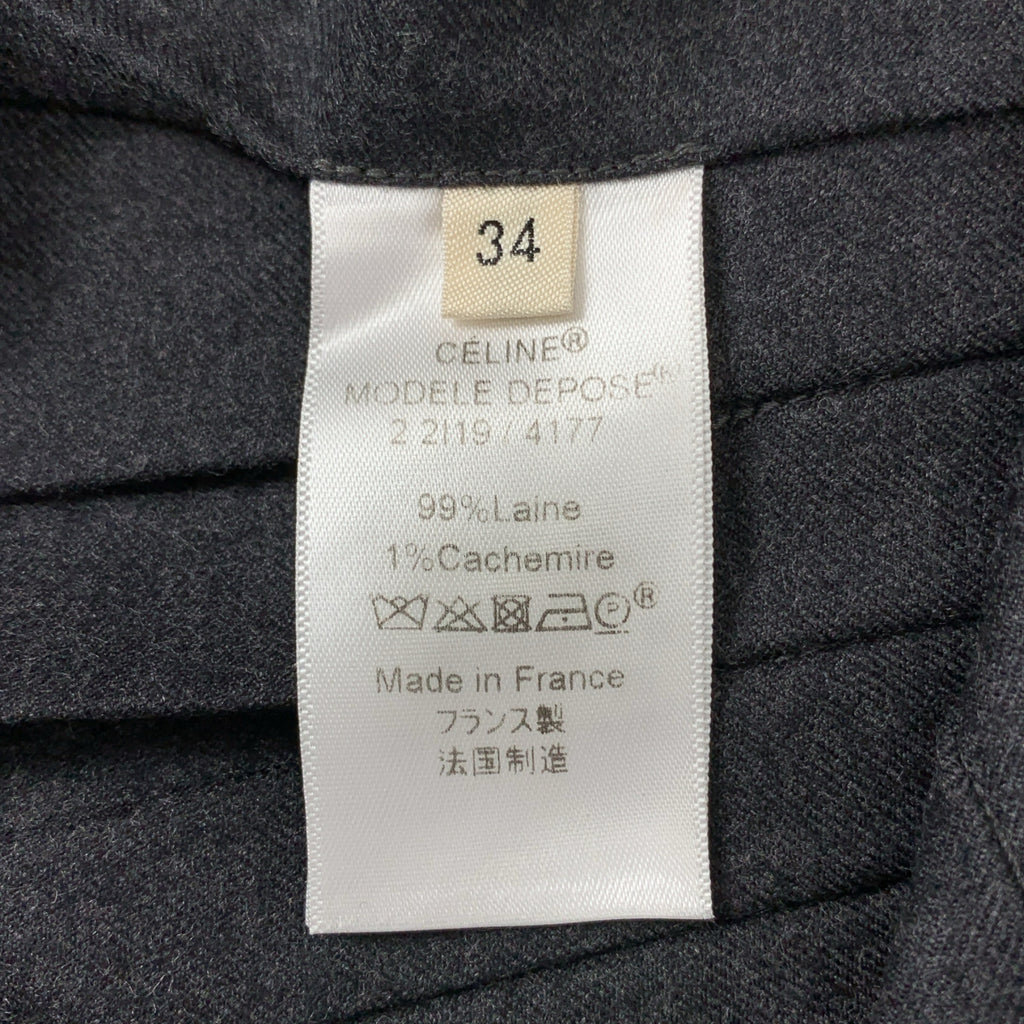 34
CÉLINE®
MODELE DEPOSE®
2 2I19 / 4177
99%Laine
1%Cachemire
P ®
Made in France
フランス製
法国制造